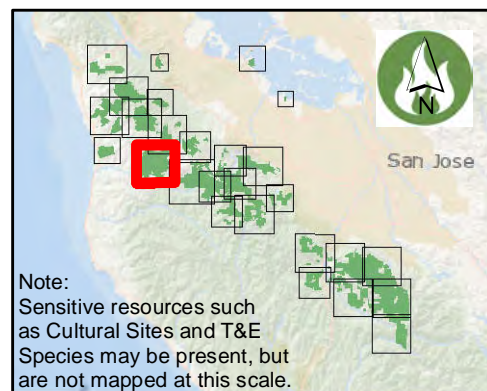 N
San Jose
Note:
Sensitive resources such
as Cultural Sites and T&E
Species may be present, but
are not mapped at this scale.